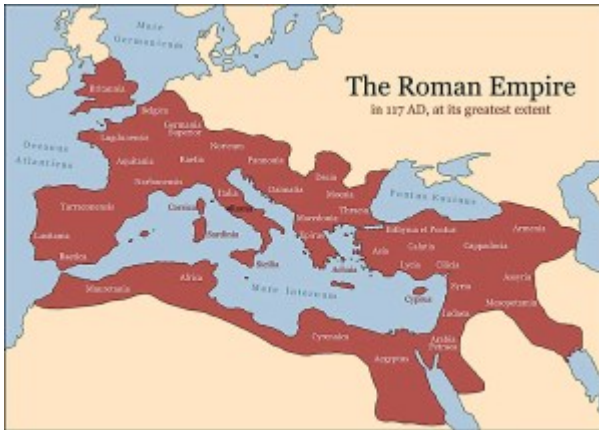 The Roman Empire
in 117 AD, at its greatest extent
Mare
Germanicum
Britannia
Oceanus
Atlanticus
Belgica
Germania
Superior
Lugdunensis
Noricum
Aquitania
Raetia
Pannonia
Narbonensis
Dacia
Dalmatia
Moesia
Pontus Euxinus
Italia
Tarraconensis
Corsica
Thracia
Macedonia
Bithynia et Pontus
Armenia
Lusitania
Sardinia
Epirus
Asia
Galatia
Cappadocia
Baetica
Sicilia
Achaia
Lycia
Cilicia
Assyria
Mauretania
Africa
Syria
Mare Internum
Cyprus
Mesopotamia
Iudaea
Cyrenaica
Arabia
Petraea
Aegyptus